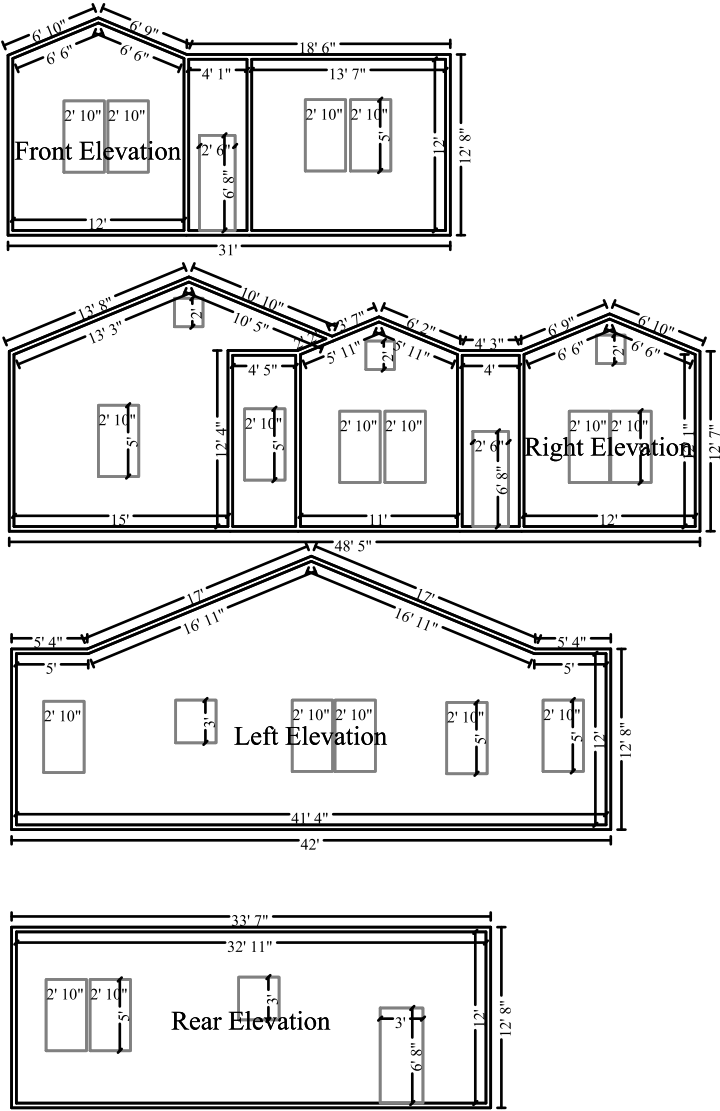 6' 10" 6' 9" 18' 6"
6' 6" 6' 6" 4' 1" 13' 7"
2' 10" 2' 10" 2' 10" 2' 10"
5' 12' 12' 8"
Front Elevation 2' 6"
6' 8"
12'
31'
13' 8" 10' 10" 3' 7" 6' 2" 4' 3" 6' 9" 6' 10"
13' 3" 2' 10' 5" 5' 11" 2' 5' 11" 6' 6" 2' 6' 6"
4' 5" 4'
2' 10" 2' 10" 2' 10" 2' 10" 2' 10" 2' 10"
5' 12' 4" 5' 2' 6" Right Elevation 5' 12' 7"
6' 8"
15' 11' 12'
48' 5"
17' 17'
16' 11" 16' 11"
5' 4" 5' 4"
5' 5'
2' 10" 3' 2' 10" 2' 10" 2' 10" 2' 10"
Left Elevation 5' 5' 12' 12' 8"
41' 4"
42'
33' 7"
32' 11"
2' 10" 2' 10" 3'
5' Rear Elevation 3' 12' 12' 8"
6' 8"